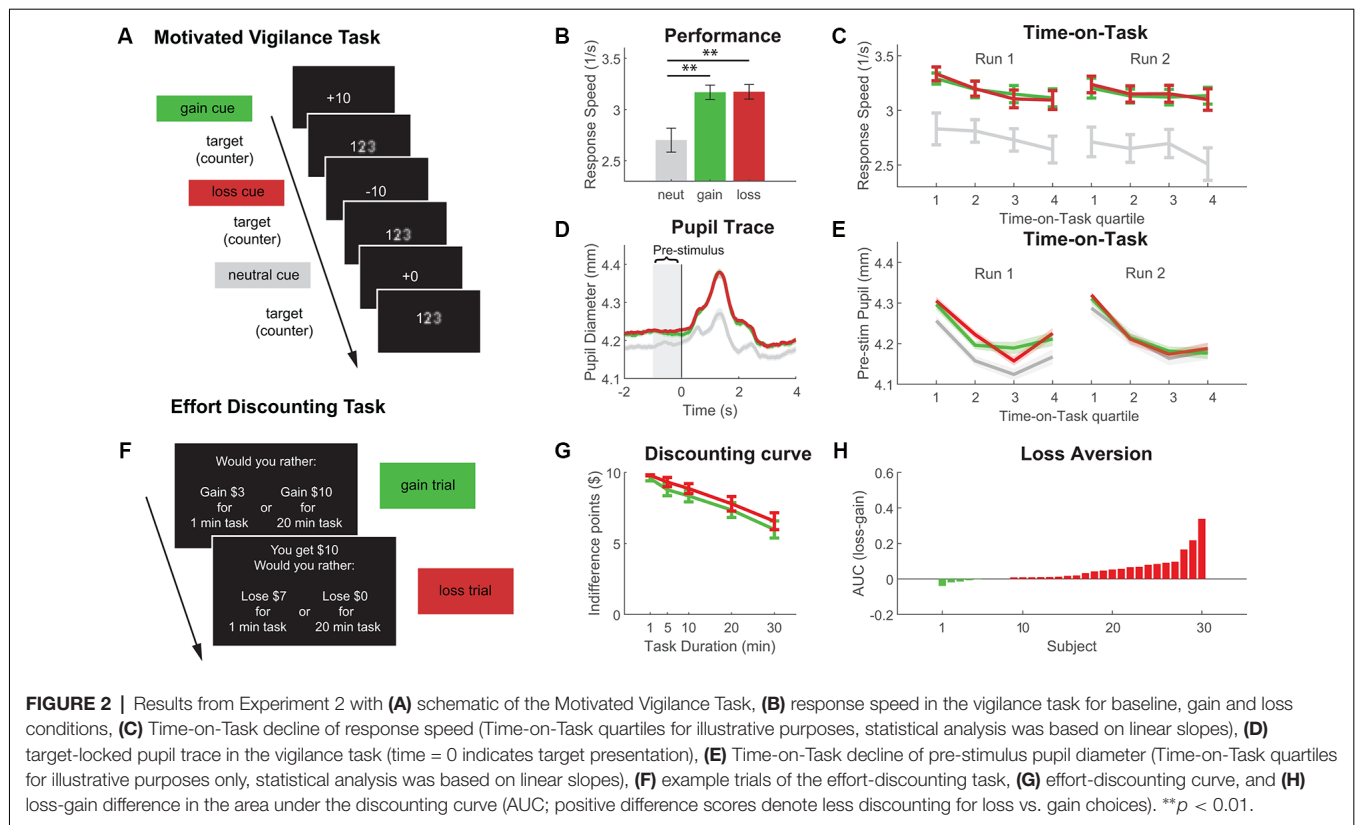 A Motivated Vigilance Task
gain cue
target
(counter)
loss cue
target
(counter)
neutral cue
target
(counter)
+10
123
-10
123
+0
123
B Performance
Response Speed (1/s)
3.5
3
2.5
**
**
neut gain loss
C Time-on-Task
Run 1 Run 2
Response Speed (1/s)
3.5
3
2.5
1 2 3 4 1 2 3 4
Time-on-Task quartile
D Pupil Trace
Pre-stimulus
Pupil Diameter (mm)
4.4
4.3
4.2
4.1
-2 0 2 4
Time (s)
E Time-on-Task
Run 1 Run 2
Pre-stim Pupil (mm)
4.4
4.3
4.2
4.1
1 2 3 4 1 2 3 4
Time-on-Task quartile
Effort Discounting Task
F
Would you rather:
Gain $3 Gain $10
for or for
1 min task 20 min task
gain trial
You get $10
Would you rather:
Lose $7 Lose $0
for or for
1 min task 20 min task
loss trial
G Discounting curve
Indifference points ($)
10
5
0
1 5 10 20 30
Task Duration (min)
H Loss Aversion
AUC (loss-gain)
0.6
0.4
0.2
0
-0.2
1 10 20 30
Subject
FIGURE 2 | Results from Experiment 2 with (A) schematic of the Motivated Vigilance Task, (B) response speed in the vigilance task for baseline, gain and loss
conditions, (C) Time-on-Task decline of response speed (Time-on-Task quartiles for illustrative purposes, statistical analysis was based on linear slopes), (D)
target-locked pupil trace in the vigilance task (time = 0 indicates target presentation), (E) Time-on-Task decline of pre-stimulus pupil diameter (Time-on-Task quartiles
for illustrative purposes only, statistical analysis was based on linear slopes), (F) example trials of the effort-discounting task, (G) effort-discounting curve, and (H)
loss-gain difference in the area under the discounting curve (AUC; positive difference scores denote less discounting for loss vs. gain choices). **p < 0.01.